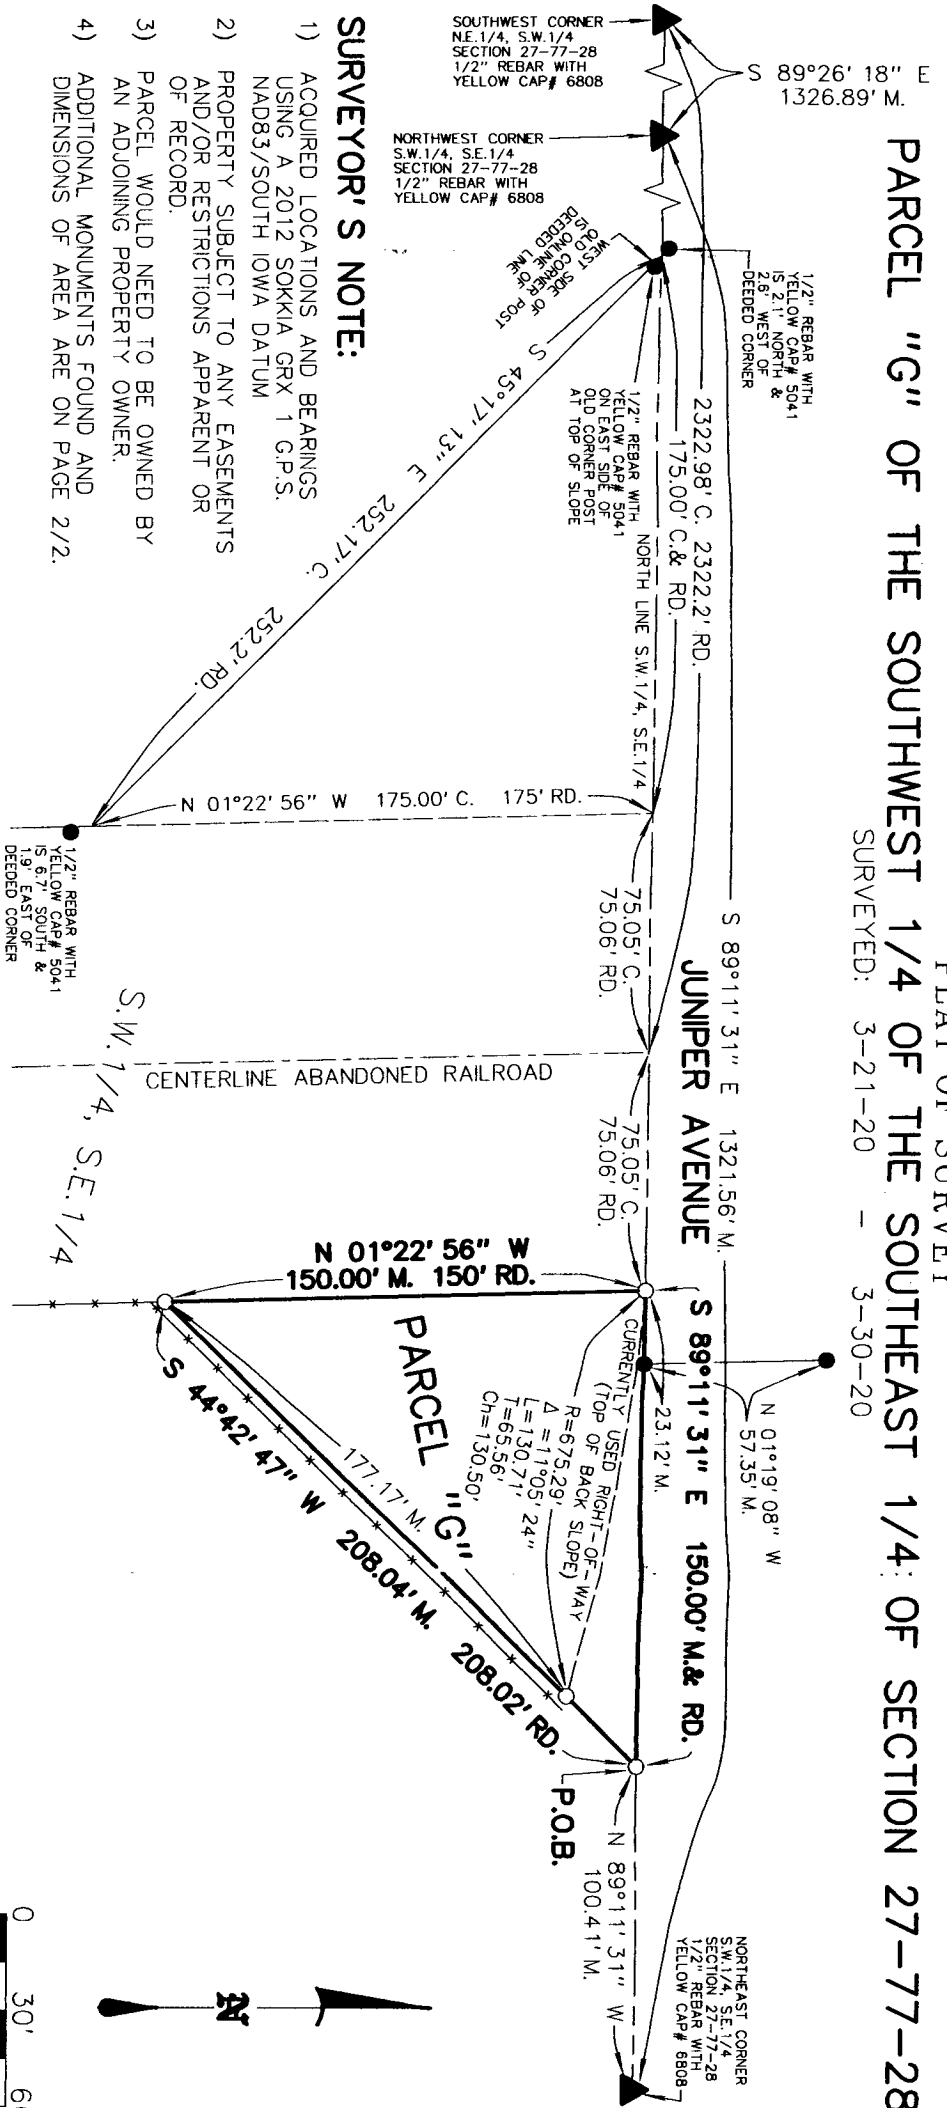 PLAT OF SURVEY
PARCEL "G" OF THE SOUTHWEST 1/4 OF THE SOUTHEAST 1/4: OF SECTION 27-77-28
SURVEYED: 3-21-20 - 3-30-20
S 89°26' 18" E
1326.89' M.
SOUTHWEST CORNER
N.E.1/4, S.W.1/4
SECTION 27-77-28
1/2" REBAR WITH
YELLOW CAP# 6808
NORTHWEST CORNER
S.W.1/4, S.E.1/4
SECTION 27-77-28
1/2" REBAR WITH
YELLOW CAP# 6808
1/2" REBAR WITH
YELLOW CAP# 5041
IS 2.1' NORTH &
2.6' WEST OF
DEEDED CORNER
WEST SIDE OF
OLD CORNER POST
IS ONLINE OF
DEEDED LINE
1/2" REBAR WITH
YELLOW CAP# 5041
ON EAST SIDE OF
OLD CORNER POST
AT TOP OF SLOPE
S 89°11' 31" E 1321.56' M.
2322.98' C. 2322.2' RD.
175.00' C.& RD.
NORTH LINE S.W.1/4, S.E.1/4
S 45°17' 13" E 252.17' C.
252.2' RD.
N 01°22' 56" W 175.00' C. 175' RD.
1/2" REBAR WITH
YELLOW CAP# 5041
IS 6.7' SOUTH &
1.9' EAST OF
DEEDED CORNER
75.05' C.
75.06' RD.
JUNIPER AVENUE
CENTERLINE ABANDONED RAILROAD
S.W.1/4, S.E.1/4
75.05' C.
75.06' RD.
N 01°19' 08" W
57.35' M.
S 89°11' 31" E 150.00' M.& RD.
23.12' M.
CURRENTLY USED RIGHT-OF-WAY
(TOP OF BACK SLOPE)
R=675.29'
Δ =11°05' 24"
L=130.71'
T=65.56'
Ch=130.50'
N 01°22' 56" W
150.00' M. 150' RD.
PARCEL "G"
177.17' M.
S 44°42' 47" W 208.04' M. 208.02' RD.
P.O.B.
N 89°11' 31" W
100.41' M.
NORTHEAST CORNER
S.W.1/4, S.E.1/4
SECTION 27-77-28
1/2" REBAR WITH
YELLOW CAP# 6808
SURVEYOR'S NOTE:
1) ACQUIRED LOCATIONS AND BEARINGS
USING A 2012 SOKKIA GRX 1 G.P.S.
NAD83/SOUTH IOWA DATUM
2) PROPERTY SUBJECT TO ANY EASEMENTS
AND/OR RESTRICTIONS APPARENT OR
OF RECORD.
3) PARCEL WOULD NEED TO BE OWNED BY
AN ADJOINING PROPERTY OWNER.
4) ADDITIONAL MONUMENTS FOUND AND
DIMENSIONS OF AREA ARE ON PAGE 2/2.
N
0 30'